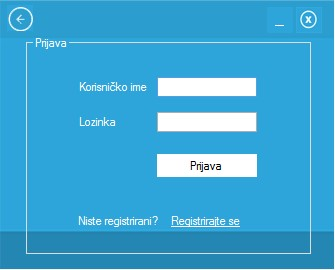 Prijava
Korisničko ime
Lozinka
Prijava
Niste registrirani? Registrirajte se